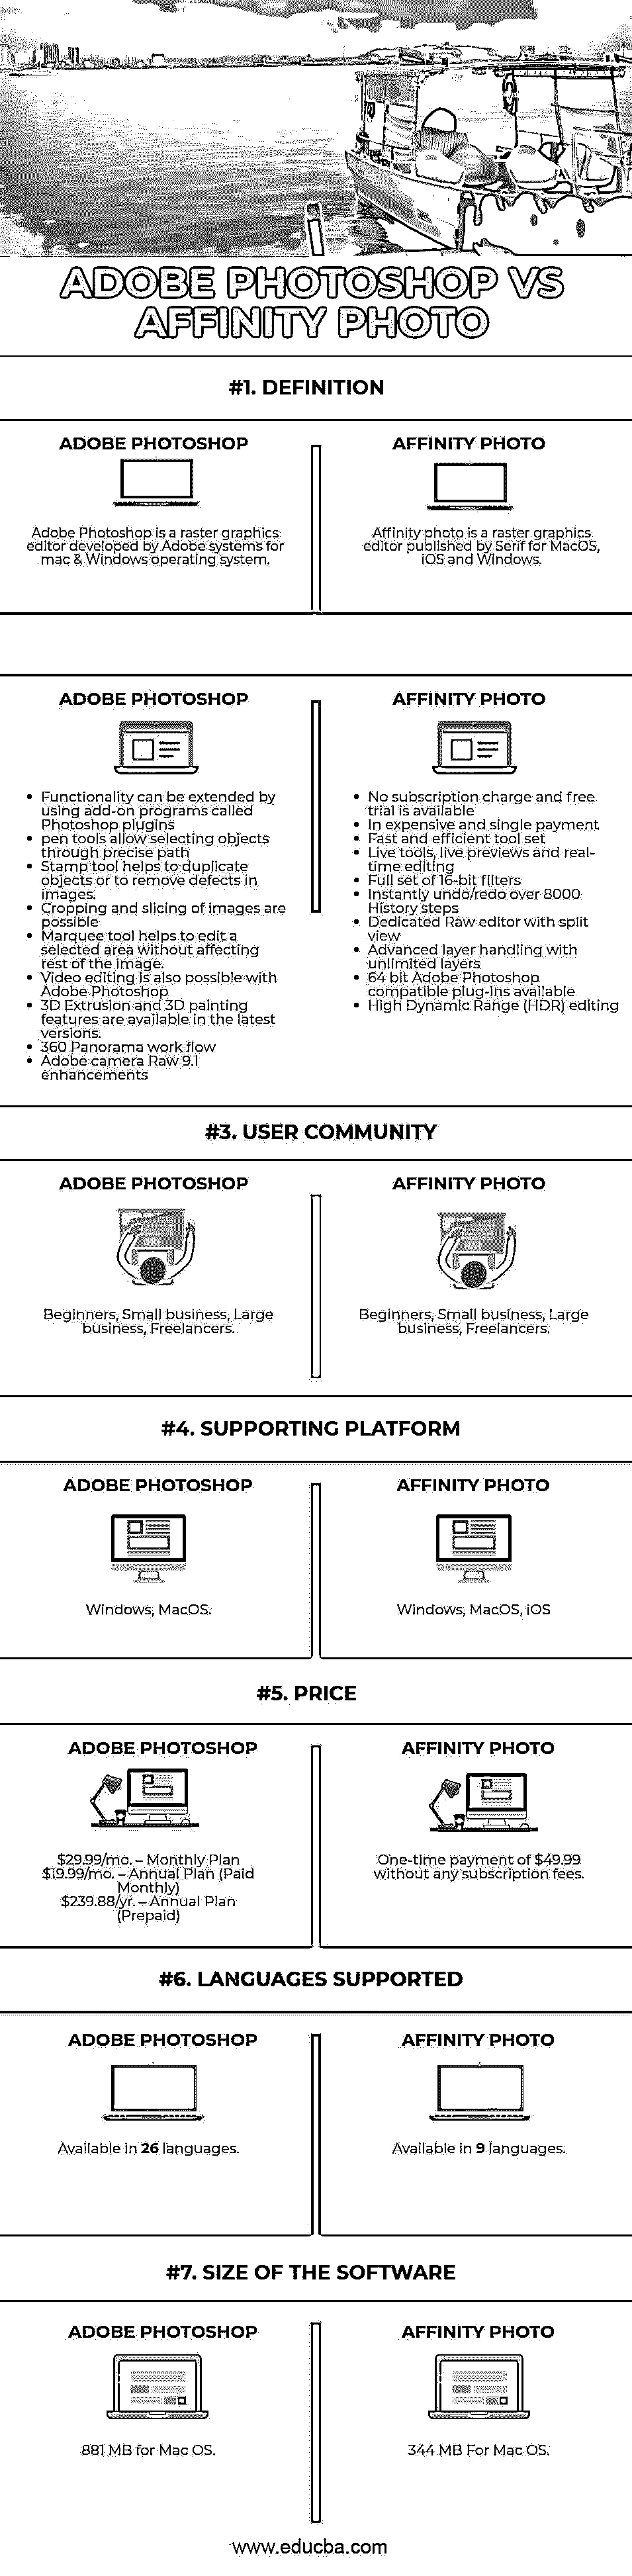 ADOBE PHOTOSHOP VS
AFFINITY PHOTO
#1. DEFINITION
ADOBE PHOTOSHOP
Adobe Photoshop is a raster graphics
editor developed by Adobe systems for
mac & Windows operating system.
AFFINITY PHOTO
Affinity photo is a raster graphics
editor published by Serif for MacOS,
iOS and Windows.
ADOBE PHOTOSHOP
• Functionality can be extended by
using add-on programs called
Photoshop plugins
• pen tools allow selecting objects
through precise path
• Stamp tool helps to duplicate
objects or to remove defects in
images.
• Cropping and slicing of images are
possible
• Marquee tool helps to edit a
selected area without affecting
rest of the image.
• Video editing is also possible with
Adobe Photoshop
• 3D Extrusion and 3D painting
features are available in the latest
versions.
• 360 Panorama work flow
• Adobe camera Raw 9.1
enhancements
AFFINITY PHOTO
• No subscription charge and free
trial is available
• In expensive and single payment
• Fast and efficient tool set
• Live tools, live previews and real-
time editing
• Full set of 16-bit filters
• Instantly undo/redo over 8000
History steps
• Dedicated Raw editor with split
view
• Advanced layer handling with
unlimited layers
• 64 bit Adobe Photoshop
compatible plug-ins available
• High Dynamic Range (HDR) editing
#3. USER COMMUNITY
ADOBE PHOTOSHOP
Beginners, Small business, Large
business, Freelancers.
AFFINITY PHOTO
Beginners, Small business, Large
business, Freelancers.
#4. SUPPORTING PLATFORM
ADOBE PHOTOSHOP
Windows, MacOS.
AFFINITY PHOTO
Windows, MacOS, iOS
#5. PRICE
ADOBE PHOTOSHOP
$29.99/mo. – Monthly Plan
$19.99/mo. – Annual Plan (Paid
Monthly)
$239.88/yr. – Annual Plan
(Prepaid)
AFFINITY PHOTO
One-time payment of $49.99
without any subscription fees.
#6. LANGUAGES SUPPORTED
ADOBE PHOTOSHOP
Available in 26 languages.
AFFINITY PHOTO
Available in 9 languages.
#7. SIZE OF THE SOFTWARE
ADOBE PHOTOSHOP
881 MB for Mac OS.
AFFINITY PHOTO
344 MB For Mac OS.
www.educba.com